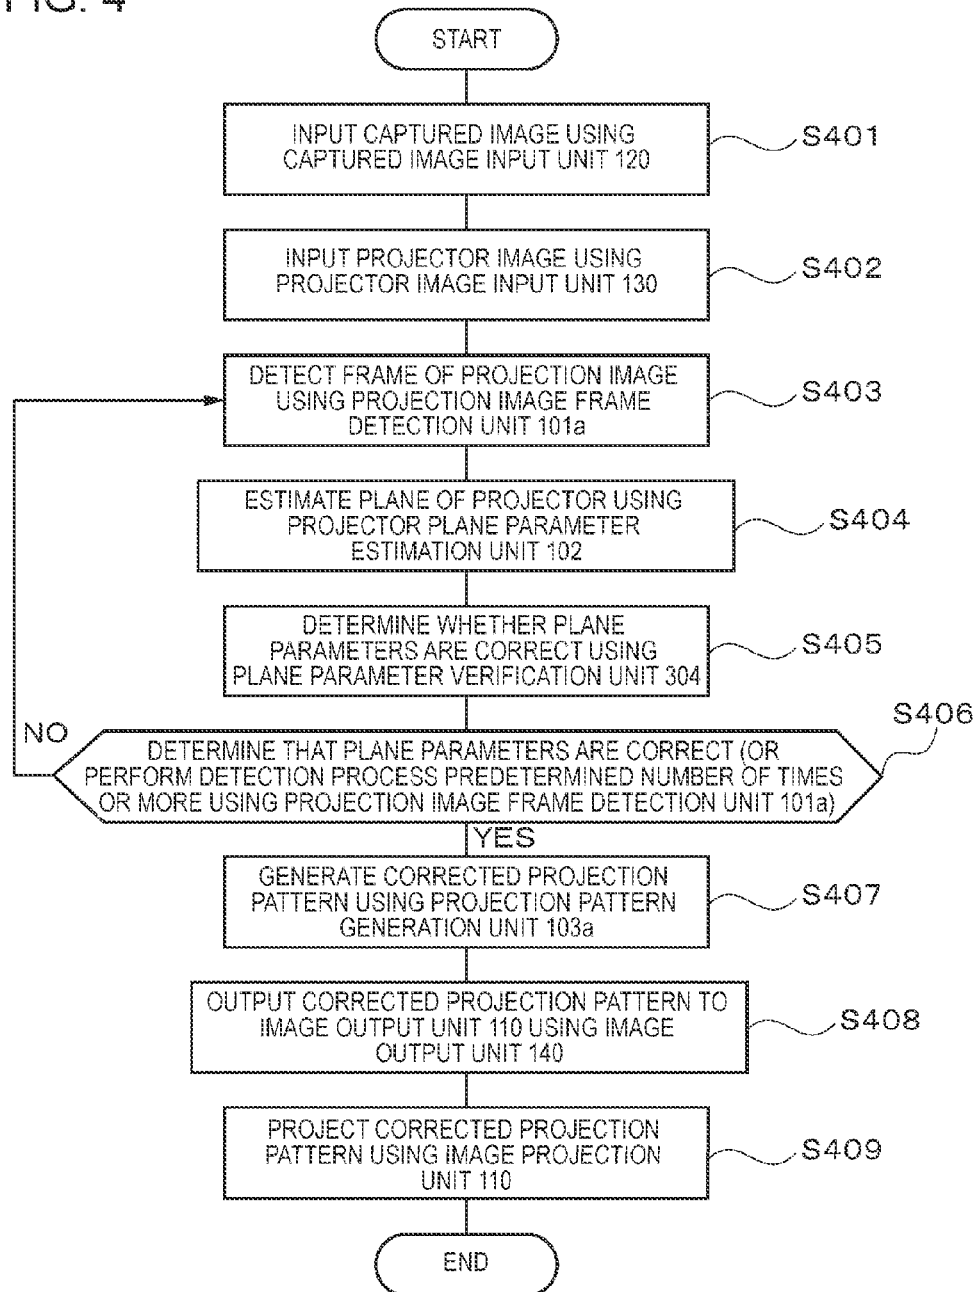 FIG. 4
START
INPUT CAPTURED IMAGE USING
CAPTURED IMAGE INPUT UNIT 120
S401
INPUT PROJECTOR IMAGE USING
PROJECTOR IMAGE INPUT UNIT 130
S402
DETECT FRAME OF PROJECTION IMAGE
USING PROJECTION IMAGE FRAME
DETECTION UNIT 101a
S403
ESTIMATE PLANE OF PROJECTOR USING
PROJECTOR PLANE PARAMETER
ESTIMATION UNIT 102
S404
DETERMINE WHETHER PLANE
PARAMETERS ARE CORRECT USING
PLANE PARAMETER VERIFICATION UNIT 304
S405
NO
DETERMINE THAT PLANE PARAMETERS ARE CORRECT (OR
PERFORM DETECTION PROCESS PREDETERMINED NUMBER OF TIMES
OR MORE USING PROJECTION IMAGE FRAME DETECTION UNIT 101a)
S406
YES
GENERATE CORRECTED PROJECTION
PATTERN USING PROJECTION PATTERN
GENERATION UNIT 103a
S407
OUTPUT CORRECTED PROJECTION PATTERN TO
IMAGE OUTPUT UNIT 110 USING IMAGE
OUTPUT UNIT 140
S408
PROJECT CORRECTED PROJECTION
PATTERN USING IMAGE PROJECTION
UNIT 110
S409
END